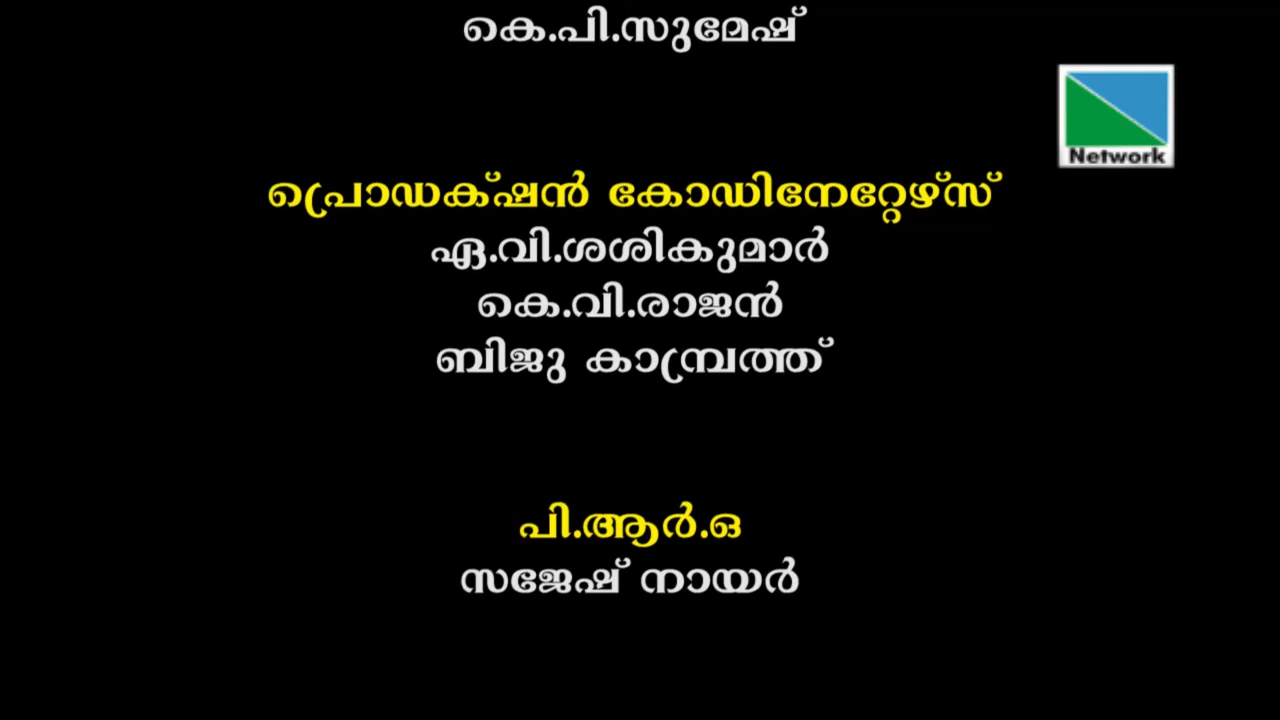 കെ.പി.സുമേഷ്
Network
പ്രൊഡക്ഷൻ കോഡിനേറ്റേഴ്സ്
ഏ.വി.ശശികുമാർ
കെ.വി.രാജൻ
ബിജു കാമ്പ്രത്ത്
പി.ആർ.ഒ
സജേഷ് നായർ